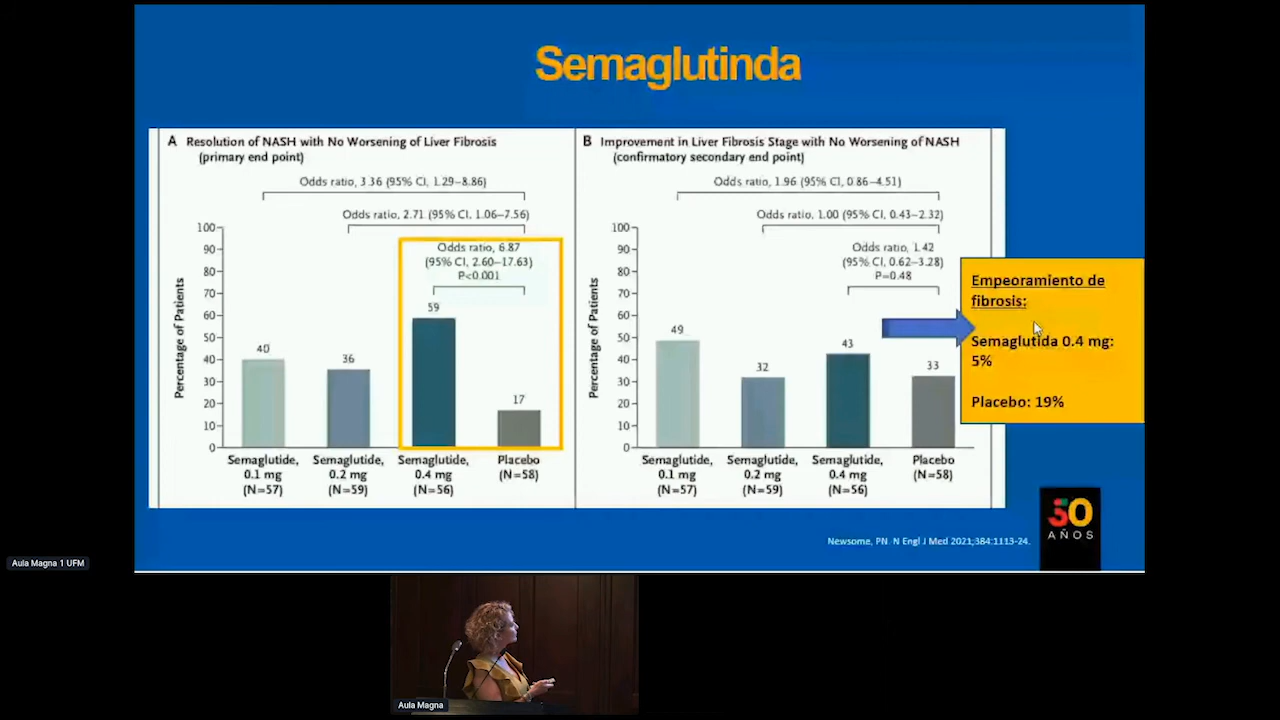 Semaglutinda
A Resolution of NASH with No Worsening of Liver Fibrosis
(primary end point)
Odds ratio, 3.36 (95% CI, 1.29–8.86)
Odds ratio, 2.71 (95% CI, 1.06–7.56)
Odds ratio, 6.87
(95% CI, 2.60–17.63)
P<0.001
Percentage of Patients
100
90
80
70
60
50
40
30
20
10
0
40
36
59
17
Semaglutide,
0.1 mg
(N=57)
Semaglutide,
0.2 mg
(N=59)
Semaglutide,
0.4 mg
(N=56)
Placebo
(N=58)
B Improvement in Liver Fibrosis Stage with No Worsening of NASH
(confirmatory secondary end point)
Odds ratio, 1.96 (95% CI, 0.86–4.51)
Odds ratio, 1.00 (95% CI, 0.43–2.32)
Odds ratio, 1.42
(95% CI, 0.62–3.28)
P=0.48
Percentage of Patients
100
90
80
70
60
50
40
30
20
10
0
49
32
43
33
Semaglutide,
0.1 mg
(N=57)
Semaglutide,
0.2 mg
(N=59)
Semaglutide,
0.4 mg
(N=56)
Placebo
(N=58)
Empeoramiento de
fibrosis:
Semaglutida 0.4 mg:
5%
Placebo: 19%
Newsome, PN N Engl J Med 2021;384:1113-24.
50
AÑOS
Aula Magna 1 UFM
Aula Magna